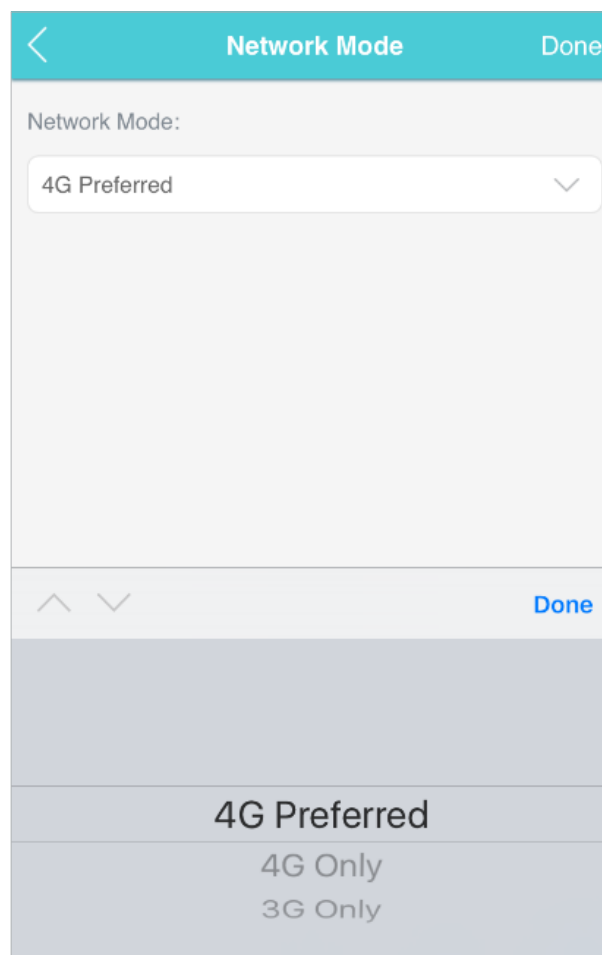 Network Mode Done
Network Mode:
4G Preferred
Done
4G Preferred
4G Only
3G Only